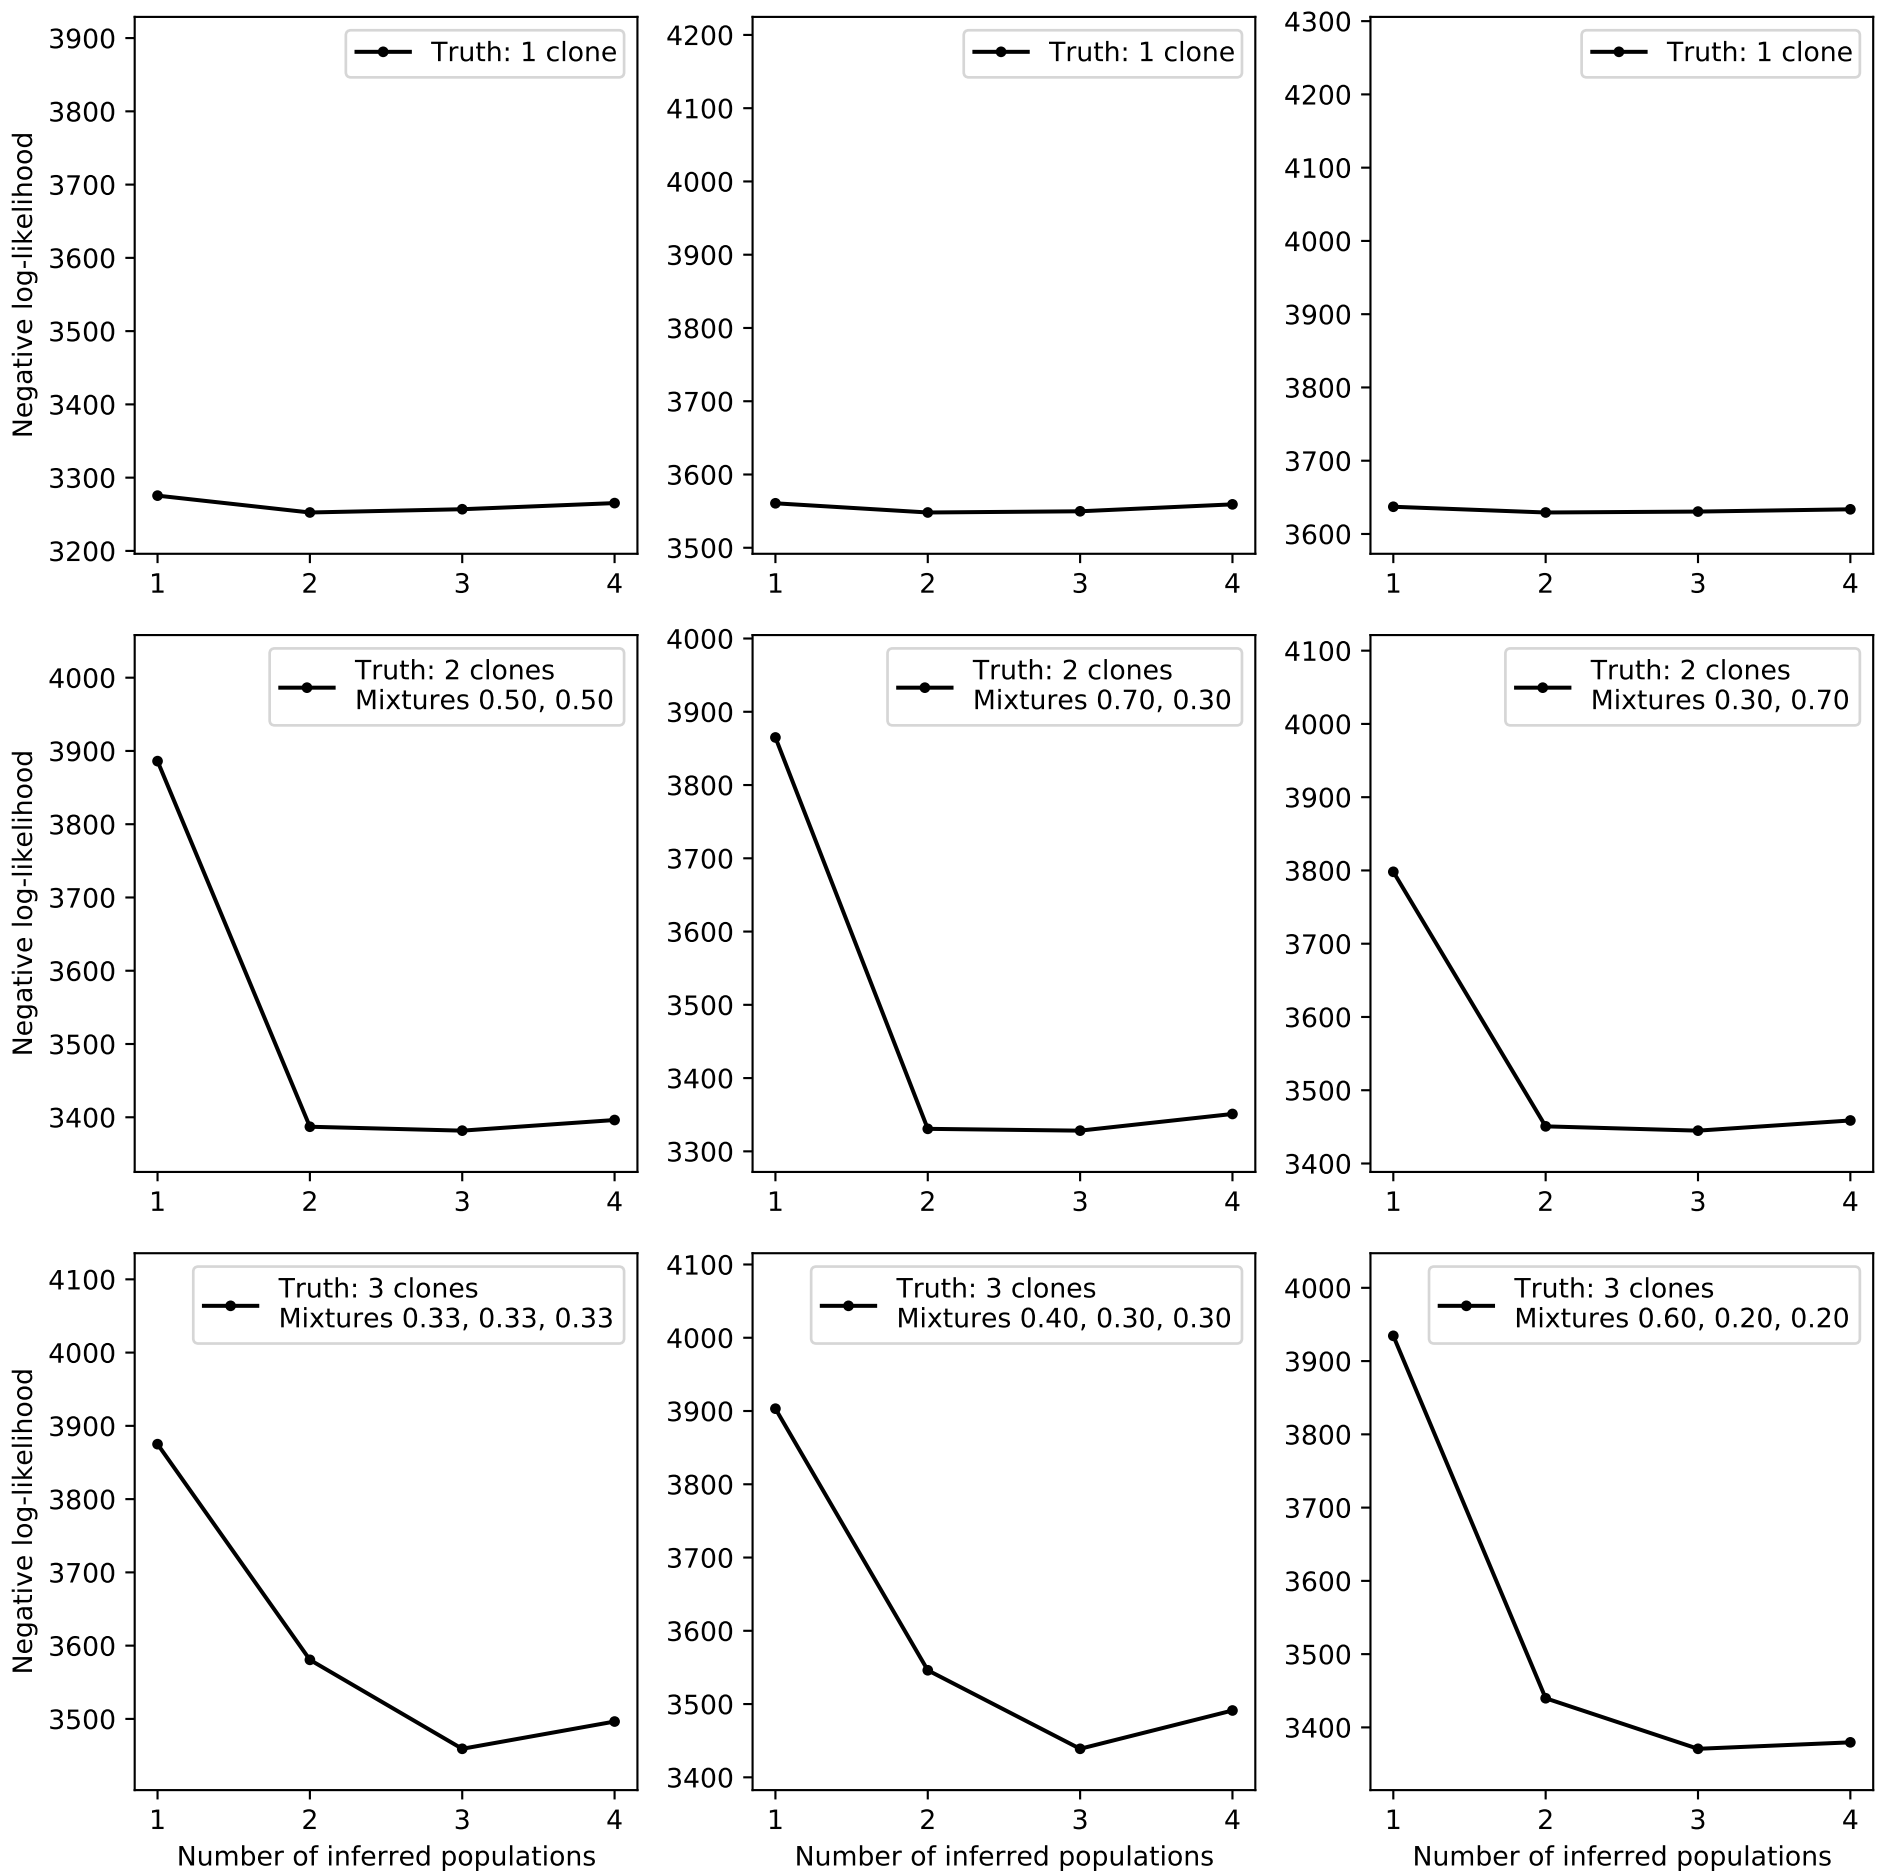 Negative log-likelihood
3900
3800
3700
3600
3500
3400
3300
3200
1 2 3 4
Truth: 1 clone
4200
4100
4000
3900
3800
3700
3600
3500
1 2 3 4
Truth: 1 clone
4300
4200
4100
4000
3900
3800
3700
3600
1 2 3 4
Truth: 1 clone
Negative log-likelihood
4000
3900
3800
3700
3600
3500
3400
1 2 3 4
Truth: 2 clones
Mixtures 0.50, 0.50
4000
3900
3800
3700
3600
3500
3400
3300
1 2 3 4
Truth: 2 clones
Mixtures 0.70, 0.30
4100
4000
3900
3800
3700
3600
3500
3400
1 2 3 4
Truth: 2 clones
Mixtures 0.30, 0.70
Negative log-likelihood
4100
4000
3900
3800
3700
3600
3500
1 2 3 4
Truth: 3 clones
Mixtures 0.33, 0.33, 0.33
Number of inferred populations
4100
4000
3900
3800
3700
3600
3500
3400
1 2 3 4
Truth: 3 clones
Mixtures 0.40, 0.30, 0.30
Number of inferred populations
4000
3900
3800
3700
3600
3500
3400
1 2 3 4
Truth: 3 clones
Mixtures 0.60, 0.20, 0.20
Number of inferred populations